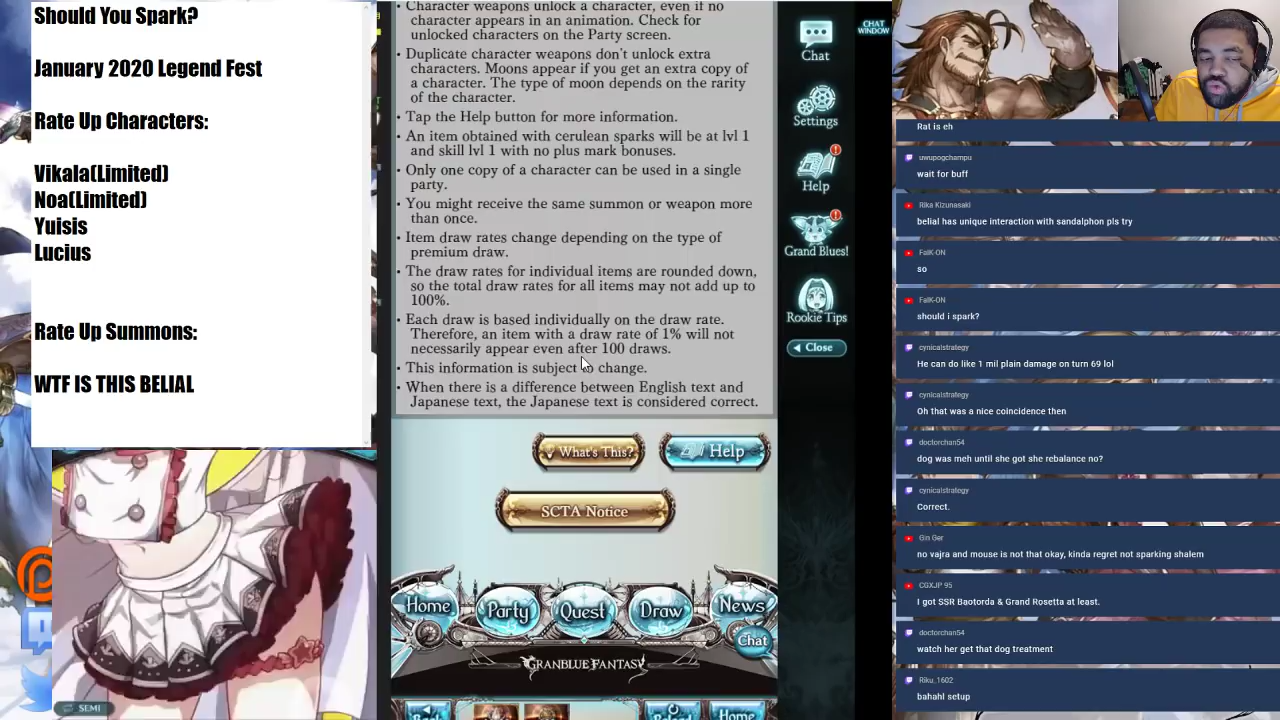 Should You Spark?
January 2020 Legend Fest
Rate Up Characters:
Vikala(Limited)
Noa(Limited)
Yuisis
Lucius
Rate Up Summons:
WTF IS THIS BELIAL
SEMI
Character weapons unlock a character, even if no
character appears in an animation. Check for
unlocked characters on the Party screen.
• Duplicate character weapons don't unlock extra
characters. Moons appear if you get an extra copy of
a character. The type of moon depends on the rarity
of the character.
• Tap the Help button for more information.
• An item obtained with cerulean sparks will be at lvl 1
and skill lvl 1 with no plus mark bonuses.
• Only one copy of a character can be used in a single
party.
• You might receive the same summon or weapon more
than once.
• Item draw rates change depending on the type of
premium draw.
• The draw rates for individual items are rounded down,
so the total draw rates for all items may not add up to
100%.
• Each draw is based individually on the draw rate.
Therefore, an item with a draw rate of 1% will not
necessarily appear even after 100 draws.
• This information is subject to change.
• When there is a difference between English text and
Japanese text, the Japanese text is considered correct.
What's This?
Help
SCTA Notice
Home
Party
Quest
Draw
News
Chat
GRANBLUE FANTASY
Home
Chat
Settings
Help
Grand Blues!
Rookie Tips
Close
CHAT
WINDOW
Rat is eh
uwupogchampu
wait for buff
Rika Kizunasaki
belial has unique interaction with sandalphon pls try
FalK-ON
so
FalK-ON
should i spark?
cynicalstrategy
He can do like 1 mil plain damage on turn 69 lol
cynicalstrategy
Oh that was a nice coincidence then
doctorchan54
dog was meh until she got she rebalance no?
cynicalstrategy
Correct.
Gin Ger
no vajra and mouse is not that okay, kinda regret not sparking shalem
CGXJP 95
I got SSR Baotorda & Grand Rosetta at least.
doctorchan54
watch her get that dog treatment
Riku_1602
bahahl setup